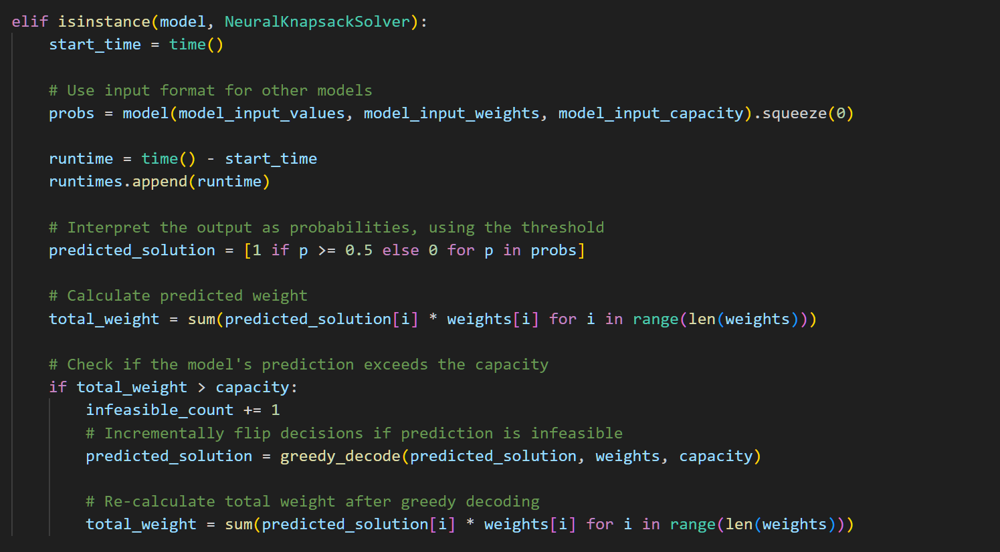 elif isinstance(model, NeuralKnapsackSolver):
    start_time = time()

    # Use input format for other models
    probs = model(model_input_values, model_input_weights, model_input_capacity).squeeze(0)

    runtime = time() - start_time
    runtimes.append(runtime)

    # Interpret the output as probabilities, using the threshold
    predicted_solution = [1 if p >= 0.5 else 0 for p in probs]

    # Calculate predicted weight
    total_weight = sum(predicted_solution[i] * weights[i] for i in range(len(weights)))

    # Check if the model's prediction exceeds the capacity
    if total_weight > capacity:
        infeasible_count += 1
        # Incrementally flip decisions if prediction is infeasible
        predicted_solution = greedy_decode(predicted_solution, weights, capacity)

        # Re-calculate total weight after greedy decoding
        total_weight = sum(predicted_solution[i] * weights[i] for i in range(len(weights)))